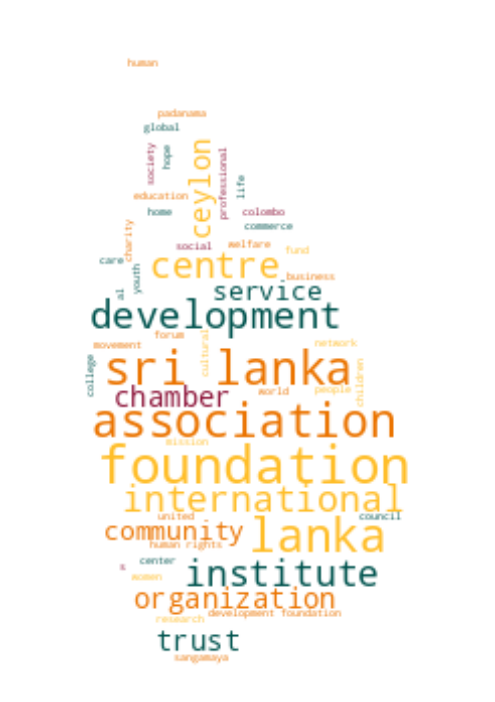 human
padanama
global
society
hope
ceylon
professional
life
education
home
colombo
charity
commerce
social
welfare
fund
care
centre
youth
business
al
service
development
forum
cultural
movement
network
college
sri lanka
children
chamber
world
people
association
mission
foundation
international
united
council
community
lanka
human rights
s
center
institute
women
organization
development foundation
research
trust
sangamaya